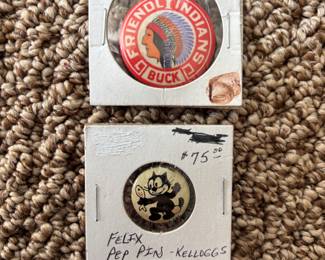 FRIENDLY INDIANS
BUCK
$75.00
FELIX
PEP PIN - KELLOGGS